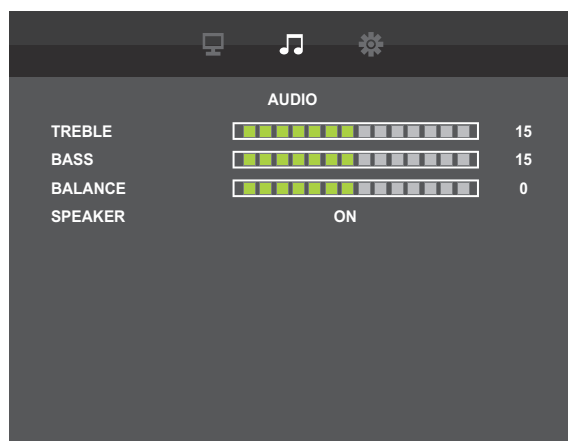 AUDIO
TREBLE 15
BASS 15
BALANCE 0
SPEAKER ON